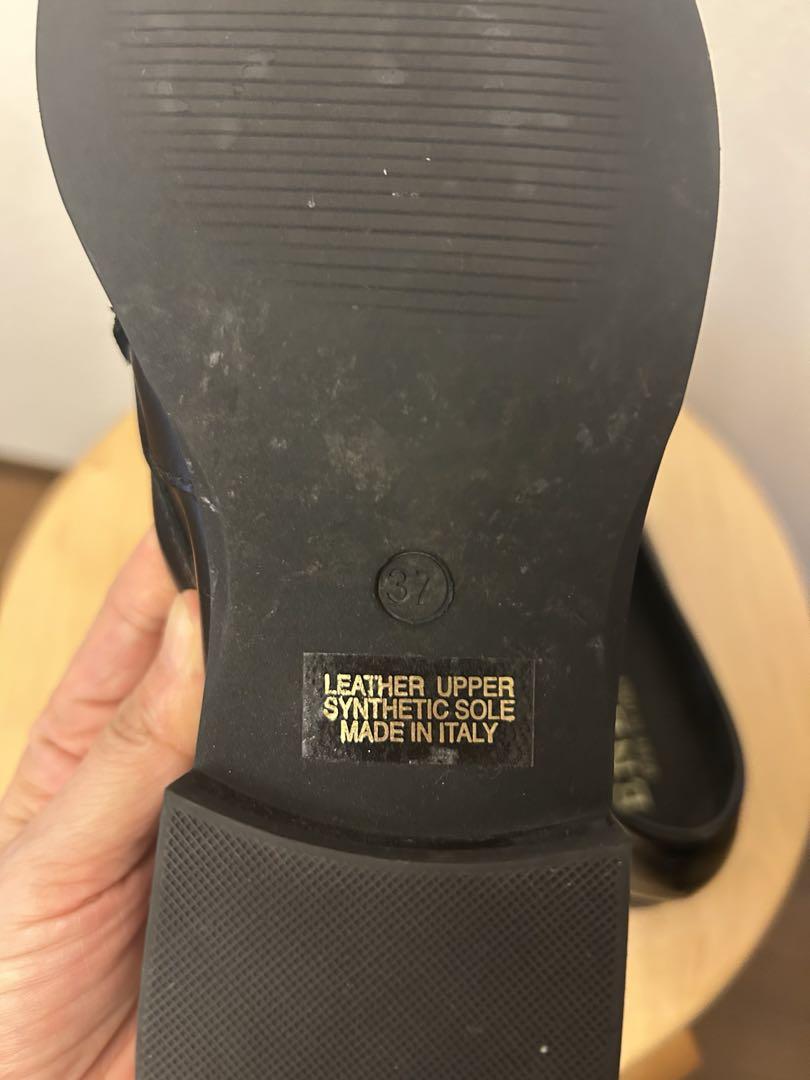 37
LEATHER UPPER
SYNTHETIC SOLE
MADE IN ITALY